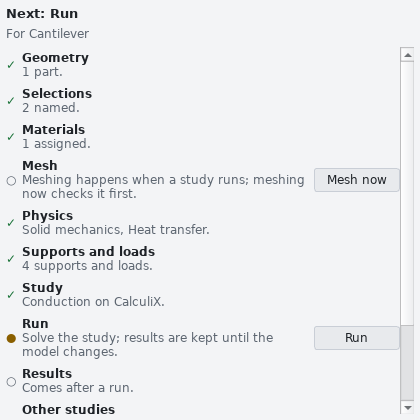 Next: Run
For Cantilever
Geometry
1 part.
Selections
2 named.
Materials
1 assigned.
Mesh
Meshing happens when a study runs; meshing
now checks it first.
Mesh now
Physics
Solid mechanics, Heat transfer.
Supports and loads
4 supports and loads.
Study
Conduction on CalculiX.
Run
Solve the study; results are kept until the
model changes.
Run
Results
Comes after a run.
Other studies